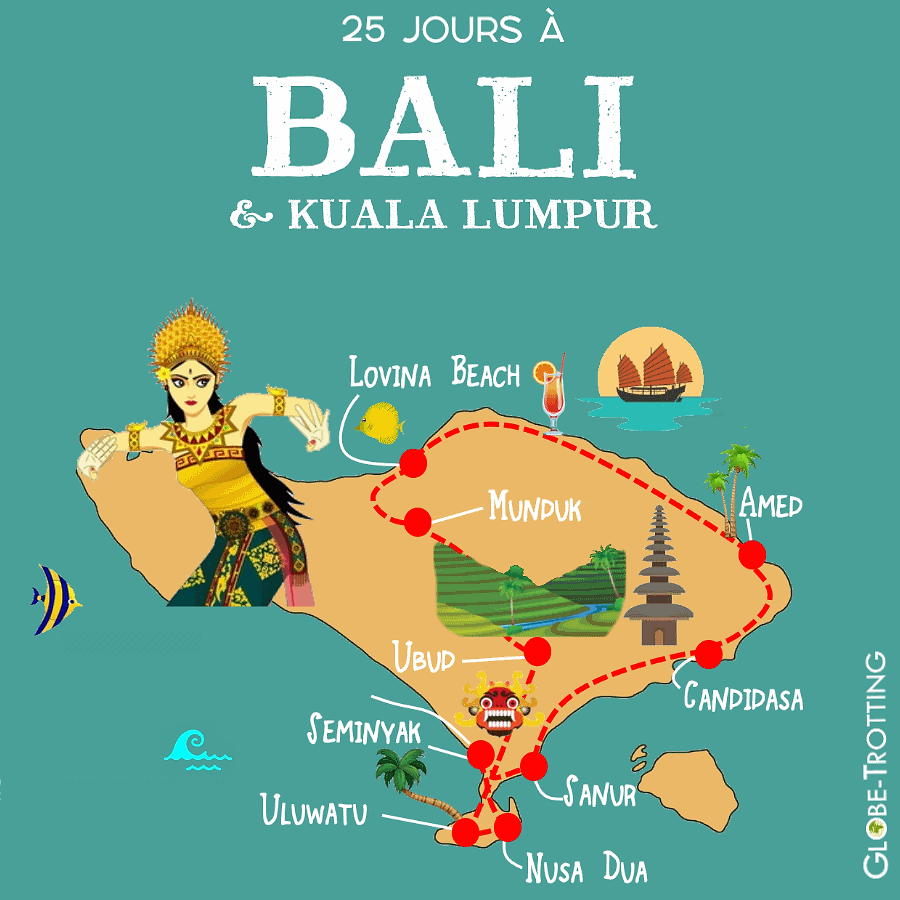 25 JOURS À
BALI
& KUALA LUMPUR
LOVINA BEACH
MUNDUK
AMED
UBUD
CANDIDASA
SEMINYAK
SANUR
ULUWATU
NUSA DUA
GLOBE-TROTTING